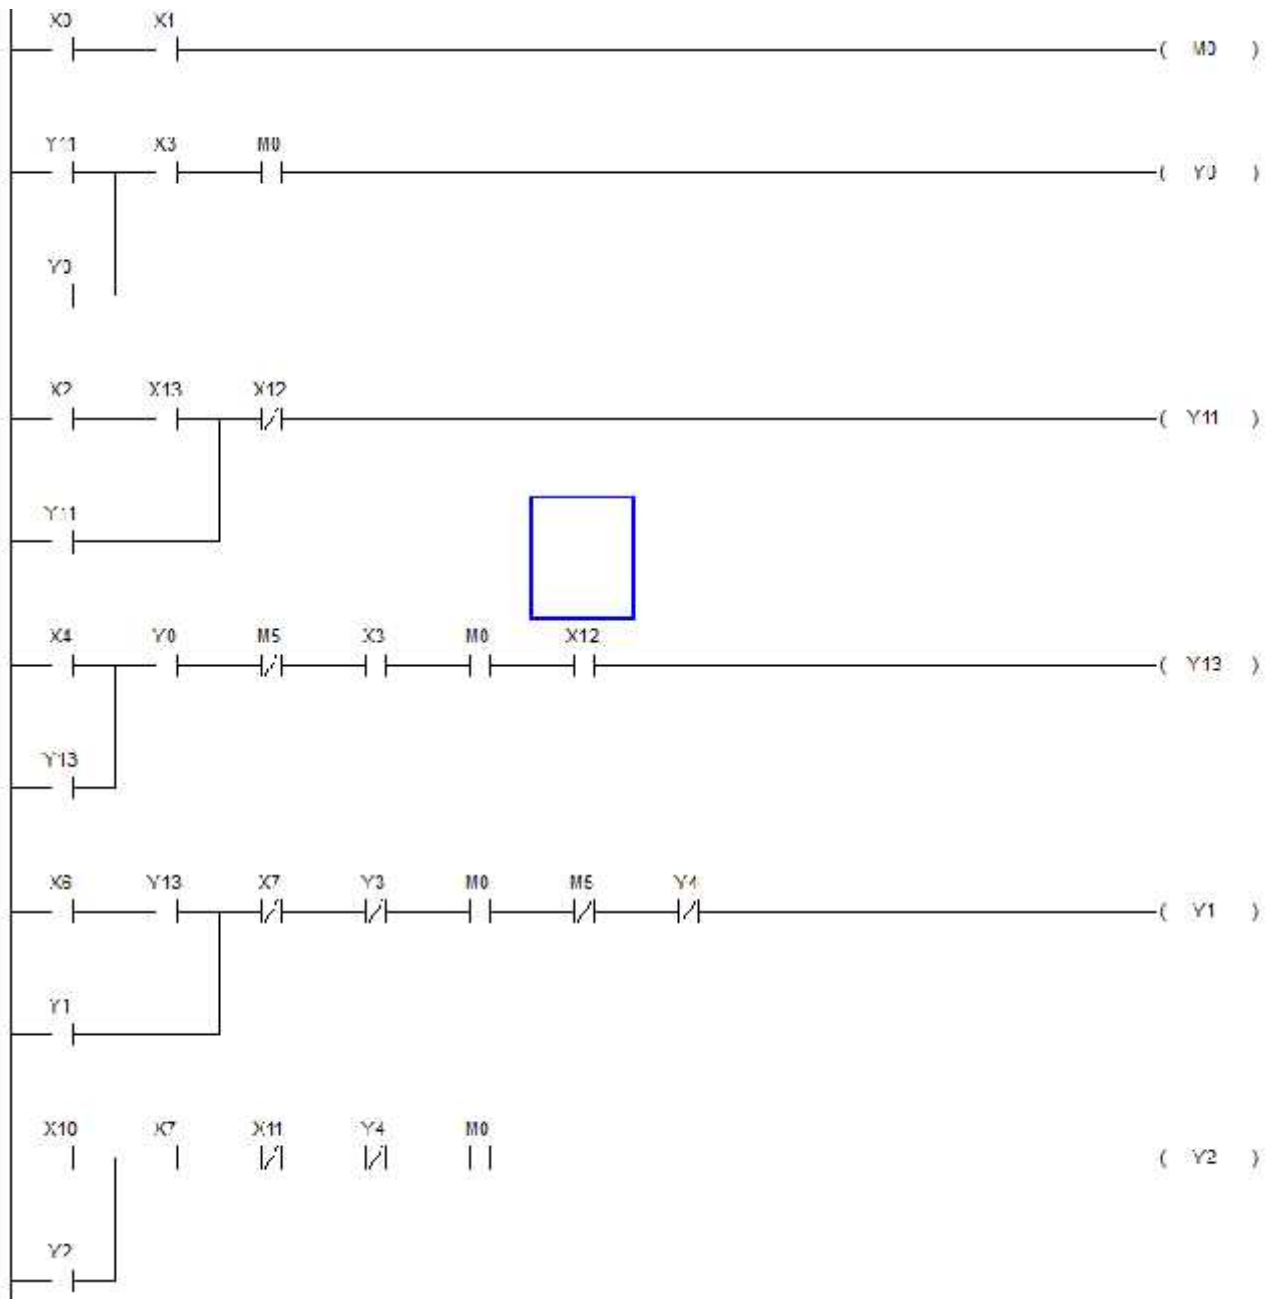 X0 X1
( M0 )
Y11 X3 M0
( Y0 )
Y0
X2 X13 X12
( Y11 )
Y11
X4 Y0 M5 X3 M0 X12
( Y13 )
Y13
X6 Y13 X7 Y3 M0 M5 Y4
( Y1 )
Y1
X10 X7 X11 Y4 M0
( Y2 )
Y2